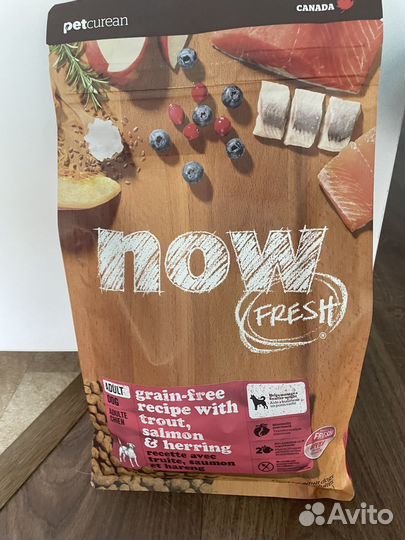 petcurean
CANADA
now
FRESH
ADULT
DOG
ADULTE
CHIEN
grain-free
recipe with
trout,
salmon
& herring
recette avec
truite, saumon
et hareng
FRESH
Avito